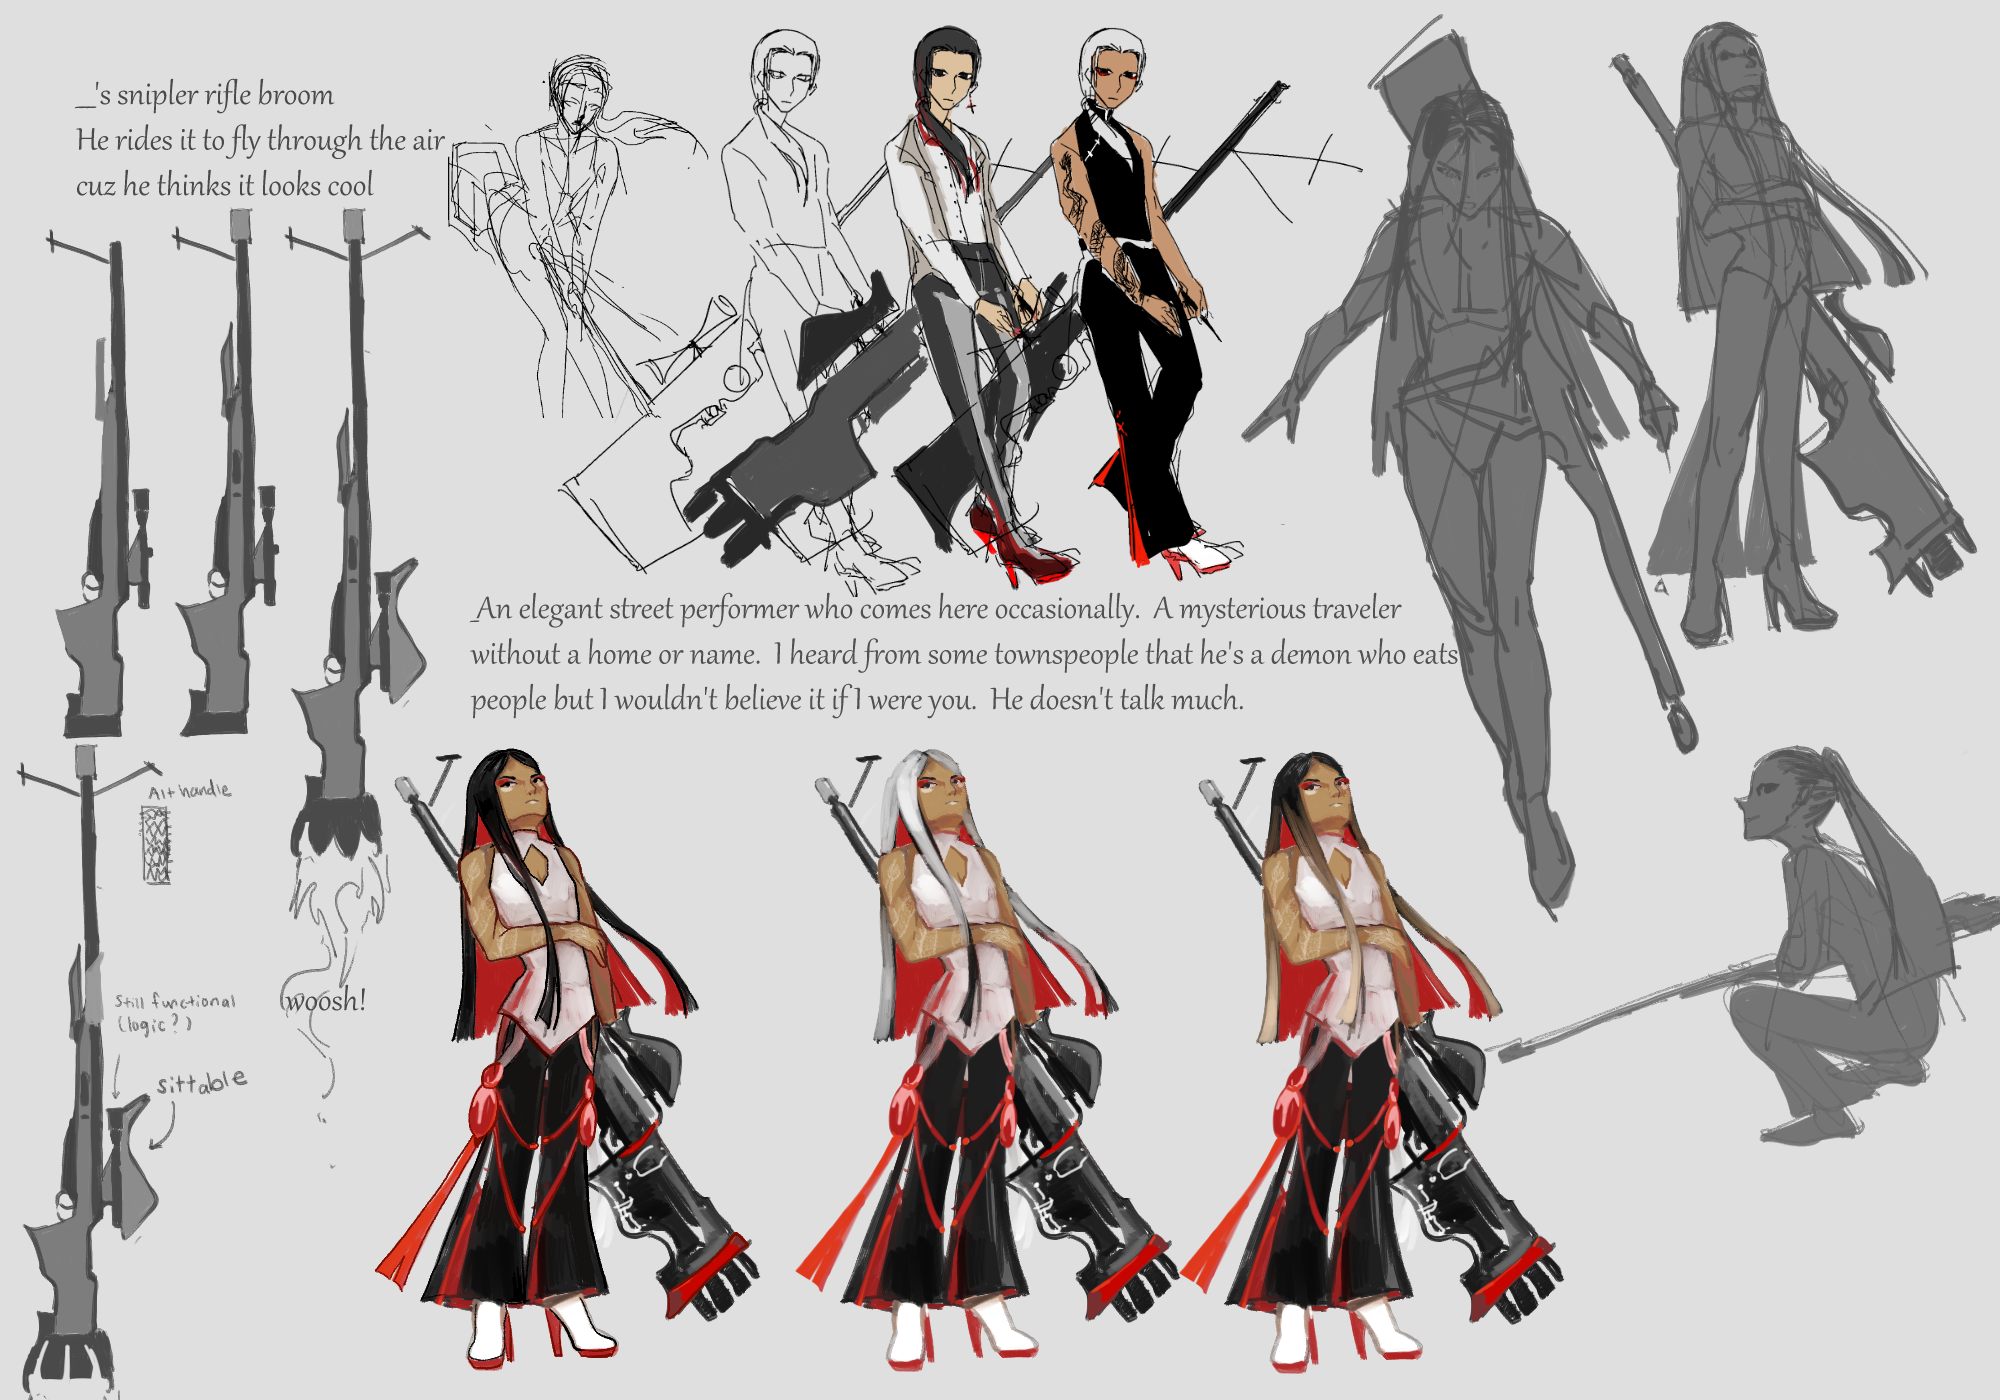 __'s snipler rifle broom
He rides it to fly through the air
cuz he thinks it looks cool
_An elegant street performer who comes here occasionally. A mysterious traveler
without a home or name. I heard from some townspeople that he's a demon who eats
people but I wouldn't believe it if I were you. He doesn't talk much.
Alt handle
Still functional
(logic?)
sittable
woosh!